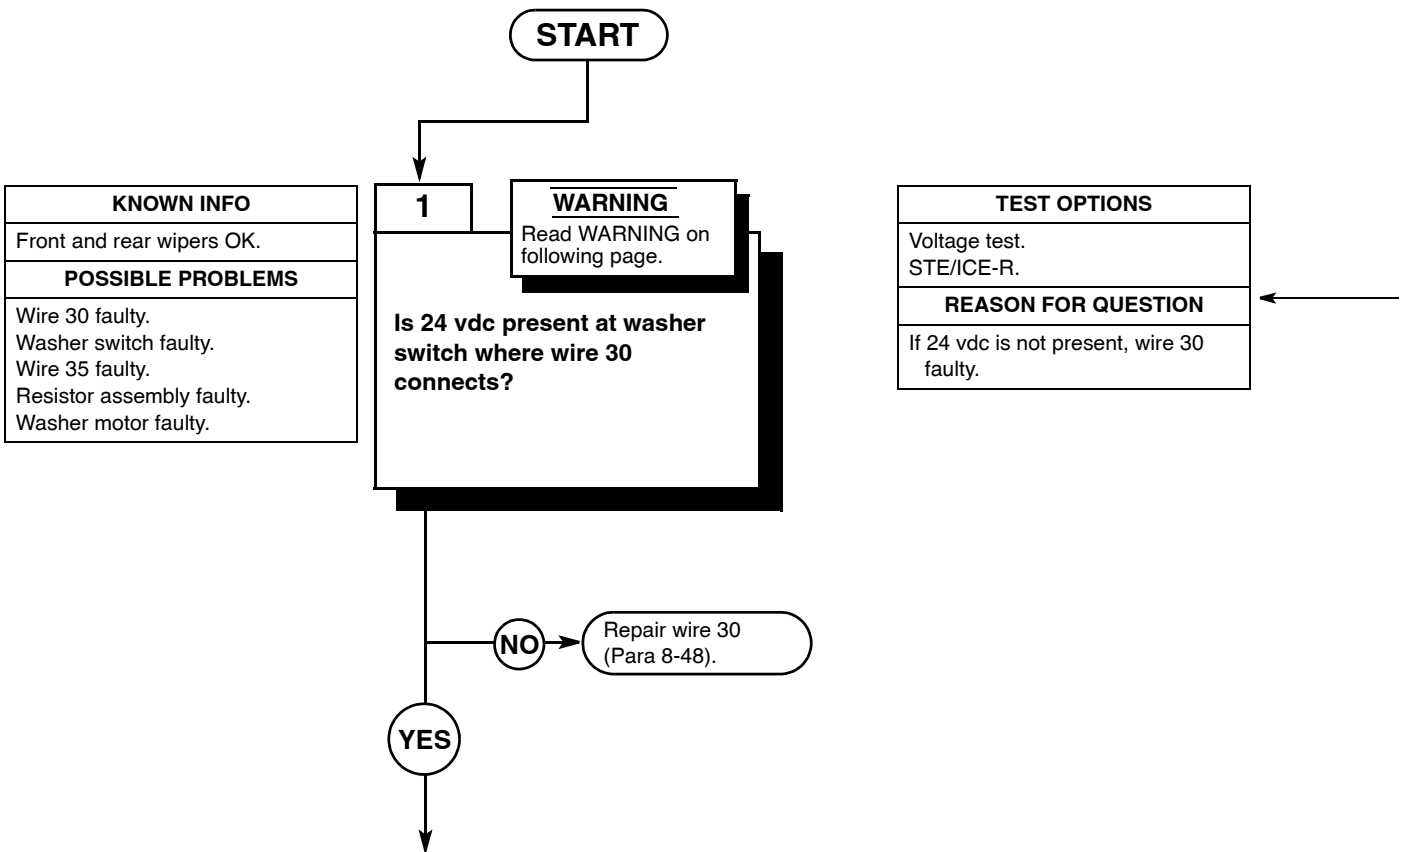 START
KNOWN INFO
Front and rear wipers OK.
POSSIBLE PROBLEMS
Wire 30 faulty.
Washer switch faulty.
Wire 35 faulty.
Resistor assembly faulty.
Washer motor faulty.
1
WARNING
Read WARNING on
following page.
Is 24 vdc present at washer
switch where wire 30
connects?
TEST OPTIONS
Voltage test.
STE/ICE-R.
REASON FOR QUESTION
If 24 vdc is not present, wire 30
faulty.
NO
Repair wire 30
(Para 8-48).
YES